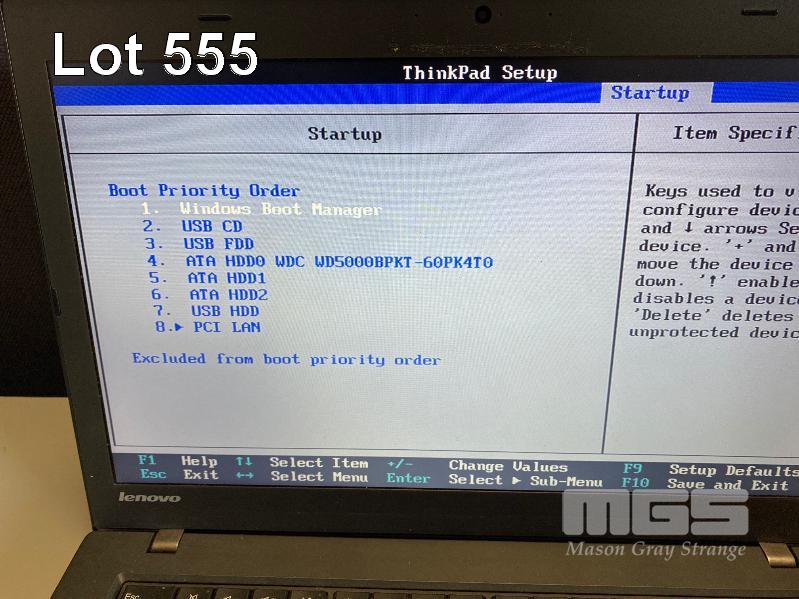 Lot 555
ThinkPad Setup
Startup
Startup
Item Specif
Boot Priority Order
1. Windows Boot Manager
2. USB CD
3. USB FDD
4. ATA HDD0 WDC WD5000BPKT-60PK4T0
5. ATA HDD1
6. ATA HDD2
7. USB HDD
8.▸ PCI LAN
Excluded from boot priority order
Keys used to v
configure devic
and ↓ arrows Se
device. '+' and
move the device
down. '!' enable
disables a devic
'Delete' deletes
unprotected devic
F1 Help ↑↓ Select Item +/- Change Values F9 Setup Defaults
Esc Exit ↔ Select Menu Enter Select ▸ Sub-Menu F10 Save and Exit
lenovo
MGS
Mason Gray Strange
Esc